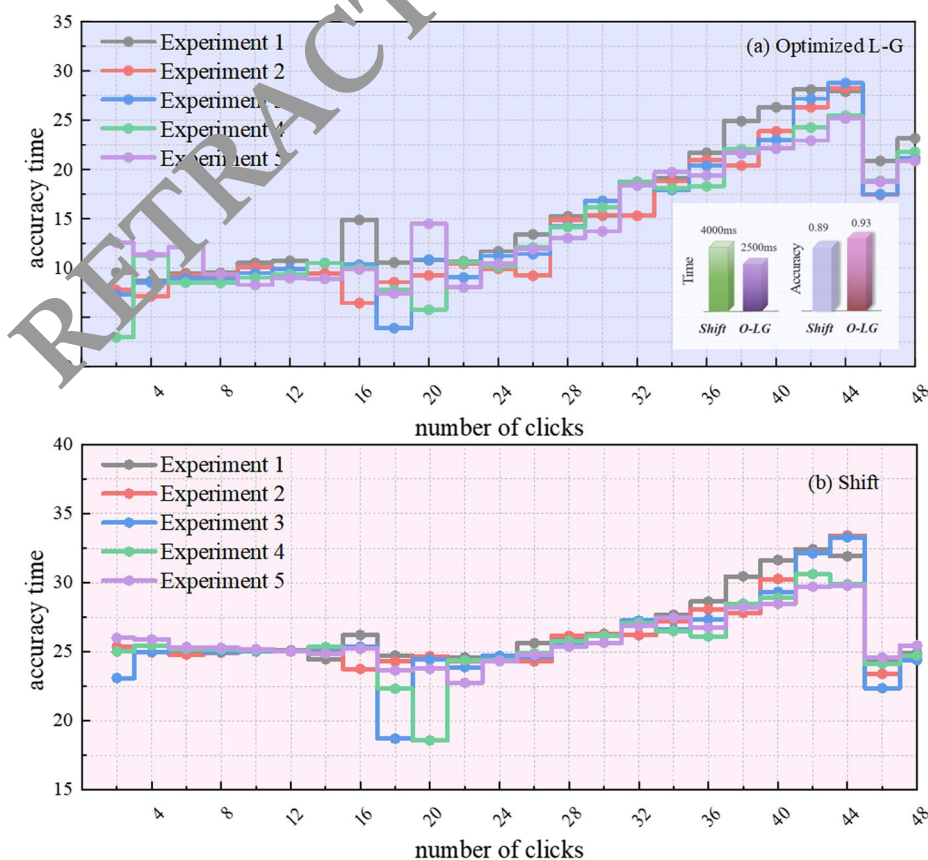 RETRACT
35
30
25
20
15
10
accuracy time
Experiment 1
Experiment 2
Experiment
Experiment 4
Experiment 5
(a) Optimized L-G
4000ms
2500ms
0.89
0.93
Time
Accuracy
Shift O-LG
Shift O-LG
4 8 12 16 20 24 28 32 36 40 44 48
number of clicks
40
35
30
25
20
15
accuracy time
Experiment 1
Experiment 2
Experiment 3
Experiment 4
Experiment 5
(b) Shift
4 8 12 16 20 24 28 32 36 40 44 48
number of clicks